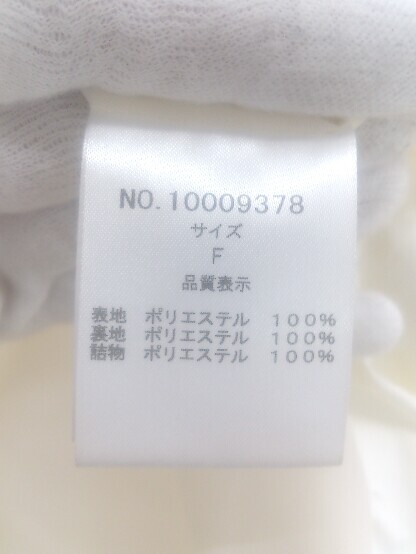 NO.10009378
サイズ
F
品質表示
表地 ポリエステル 100%
裏地 ポリエステル 100%
詰物 ポリエステル 100%